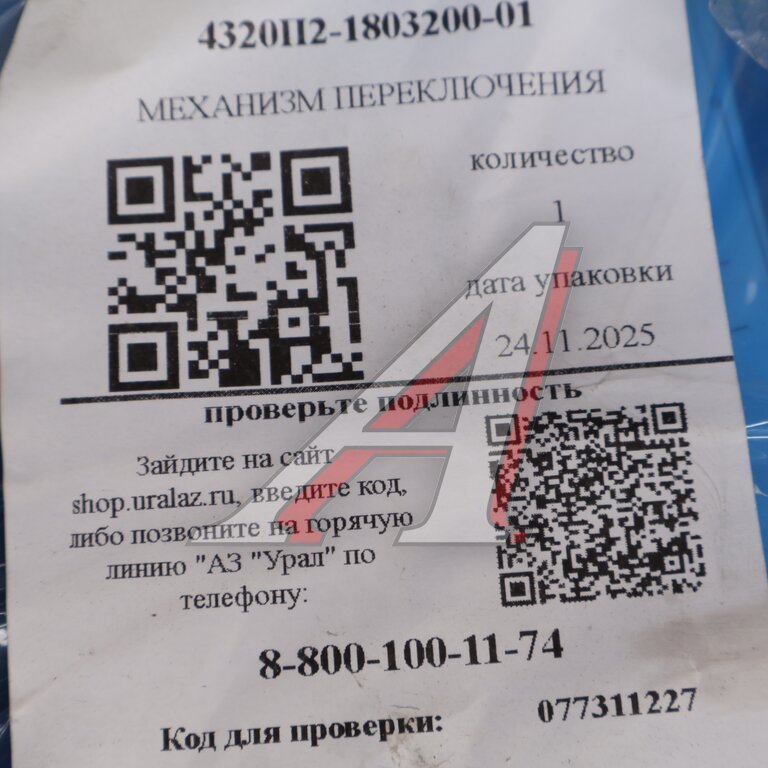 4320П2-1803200-01
МЕХАНИЗМ ПЕРЕКЛЮЧЕНИЯ
количество
1
дата упаковки
24.11.2025
проверьте подлинность
Зайдите на сайт
shop.uralaz.ru, введите код,
либо позвоните на горячую
линию "АЗ "Урал" по
телефону:
8-800-100-11-74
Код для проверки: 077311227